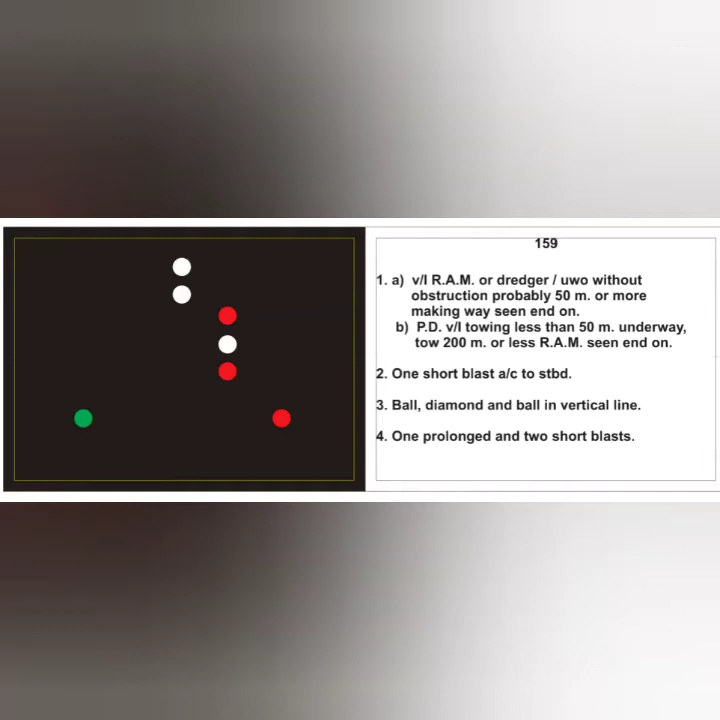 159
1. a) v/l R.A.M. or dredger / uwo without
obstruction probably 50 m. or more
making way seen end on.
b) P.D. v/l towing less than 50 m. underway,
tow 200 m. or less R.A.M. seen end on.
2. One short blast a/c to stbd.
3. Ball, diamond and ball in vertical line.
4. One prolonged and two short blasts.